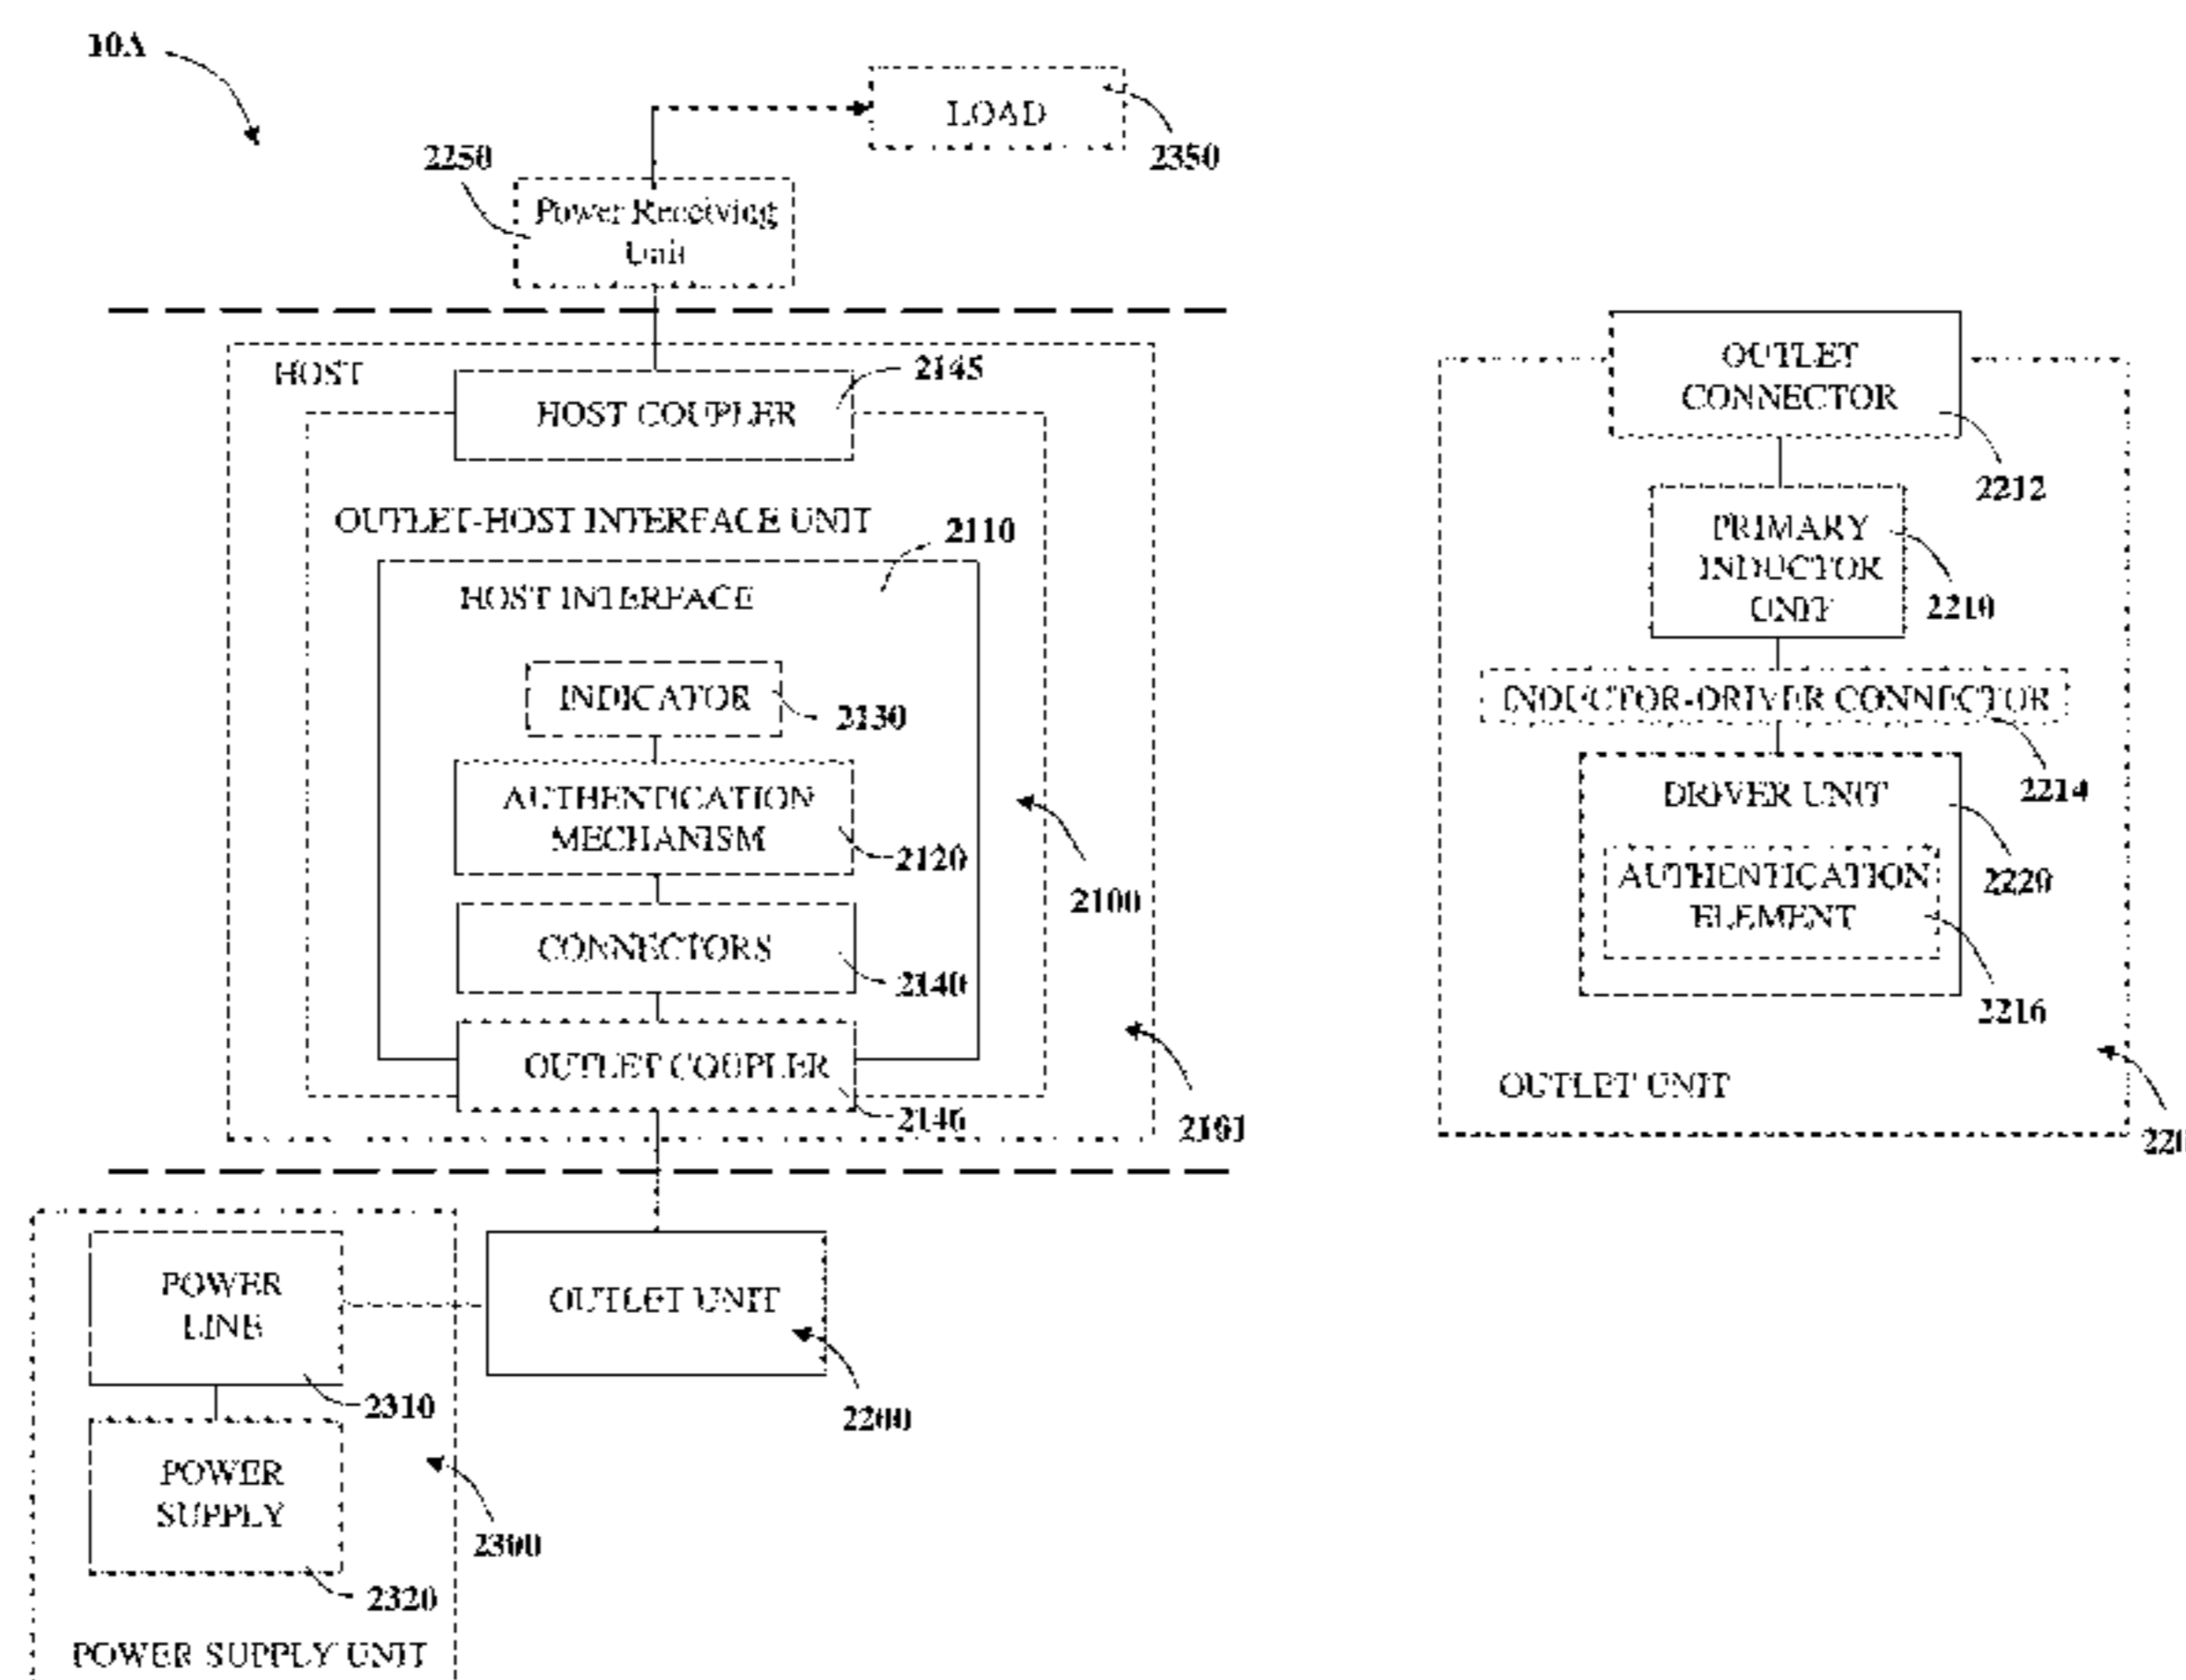 10A
LOAD
2350
2250
Power Receiving
Unit
HOST
HOST COUPLER
2145
OUTLET-HOST INTERFACE UNIT
2110
HOST INTERFACE
INDICATOR
2130
AUTHENTICATION
MECHANISM
2120
2100
CONNECTORS
2140
OUTLET COUPLER
2146
2101
POWER
LINE
2310
OUTLET UNIT
2200
POWER
SUPPLY
2320
2300
POWER SUPPLY UNIT
OUTLET
CONNECTOR
2212
PRIMARY
INDUCTOR
UNIT
2210
INDUCTOR-DRIVER CONNECTOR
2214
DRIVER UNIT
2220
AUTHENTICATION
ELEMENT
2216
OUTLET UNIT